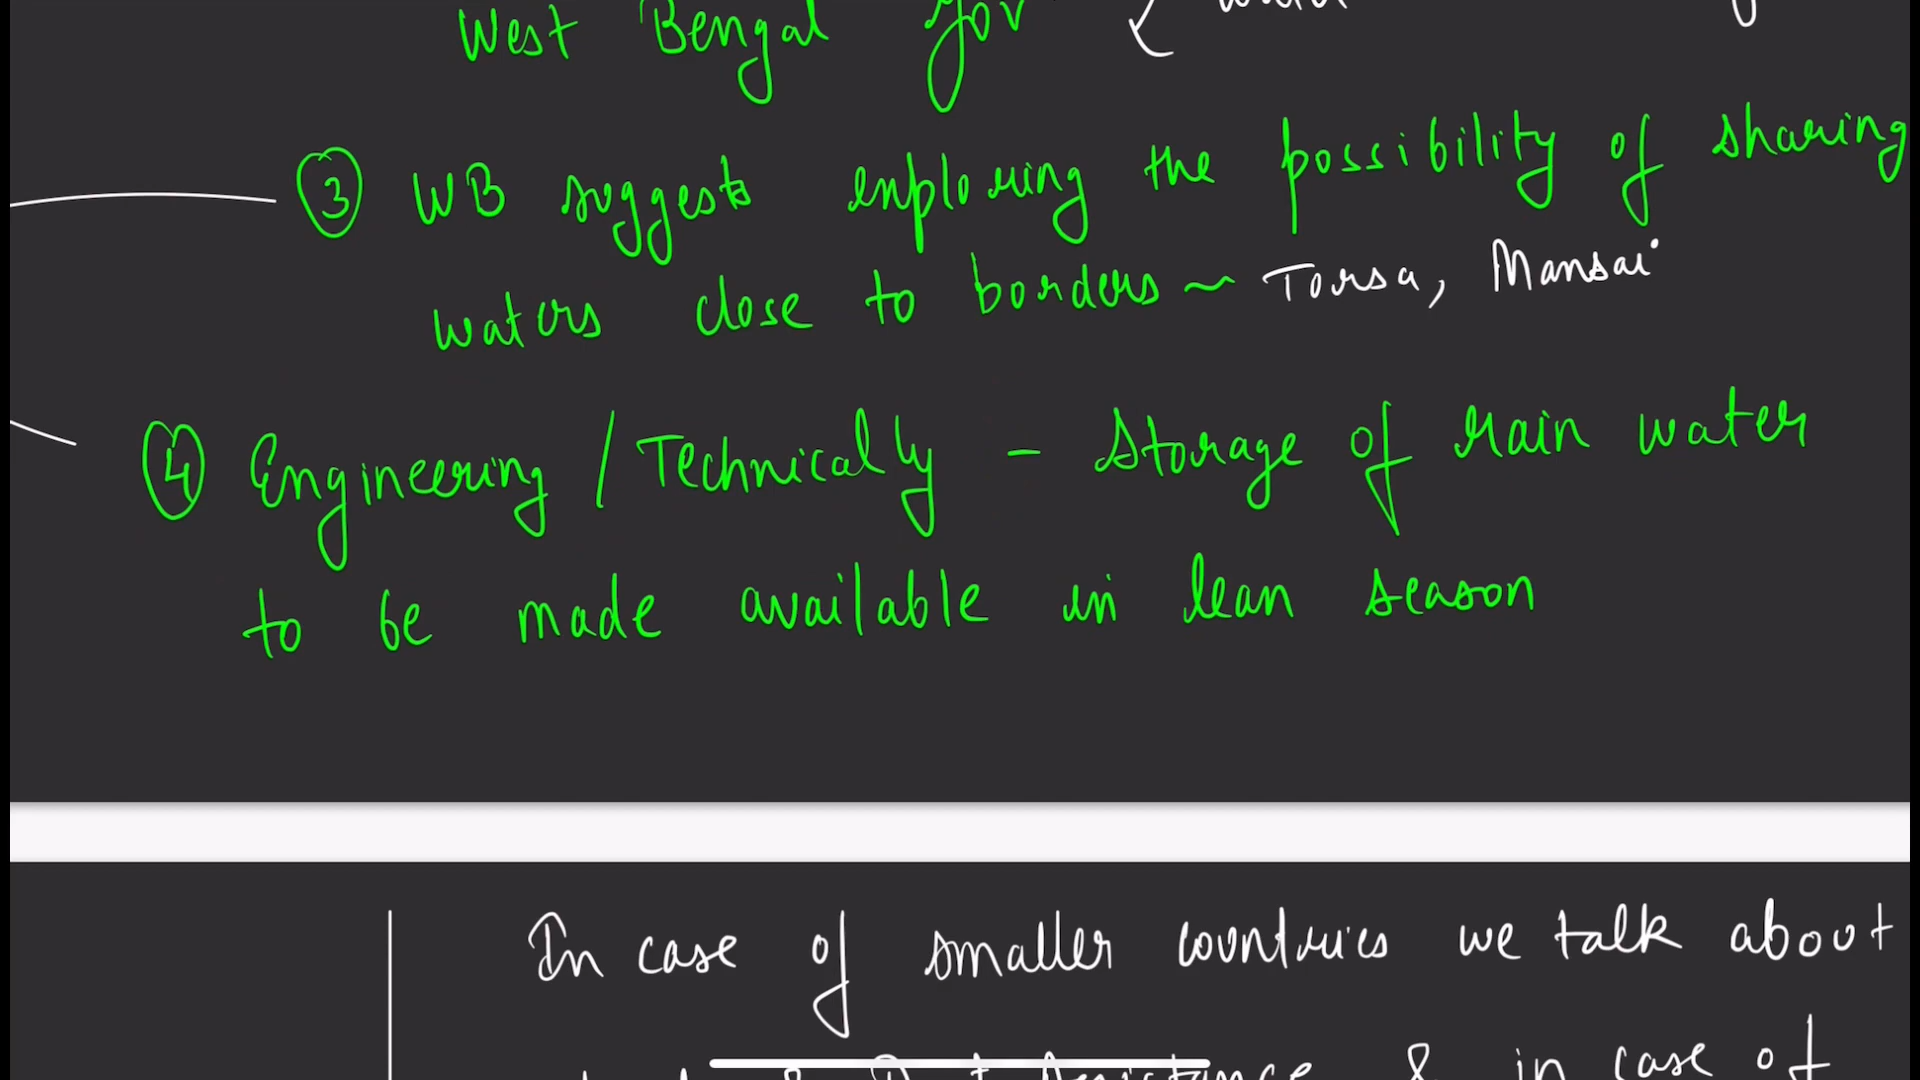 West Bengal for
③ WB suggests exploring the possibility of sharing
waters close to borders ~ Torsa, Mansai
④ Engineering / Technically - Storage of rain water
to be made available in lean season
In case of smaller countries we talk about
& in case of